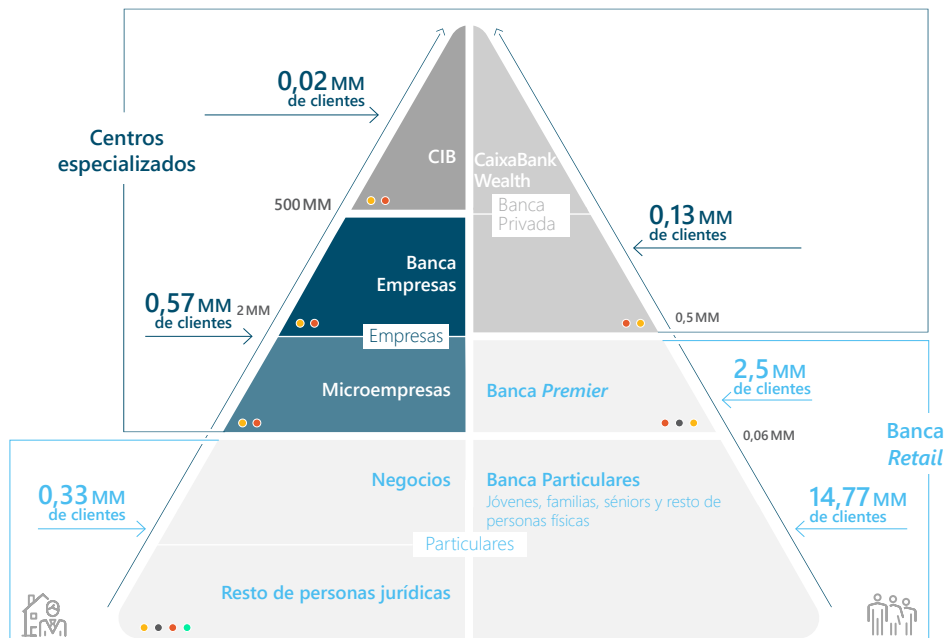 0,02 MM
de clientes
Centros
especializados
CIB
CaixaBank
Wealth
500 MM
Banca
Privada
0,13 MM
de clientes
Banca
Empresas
0,57 MM
de clientes
2 MM
0,5 MM
Empresas
Microempresas
Banca Premier
2,5 MM
de clientes
0,06 MM
Banca
Retail
Negocios
Banca Particulares
Jóvenes, familias, séniors y resto de
personas físicas
0,33 MM
de clientes
14,77 MM
de clientes
Particulares
Resto de personas jurídicas